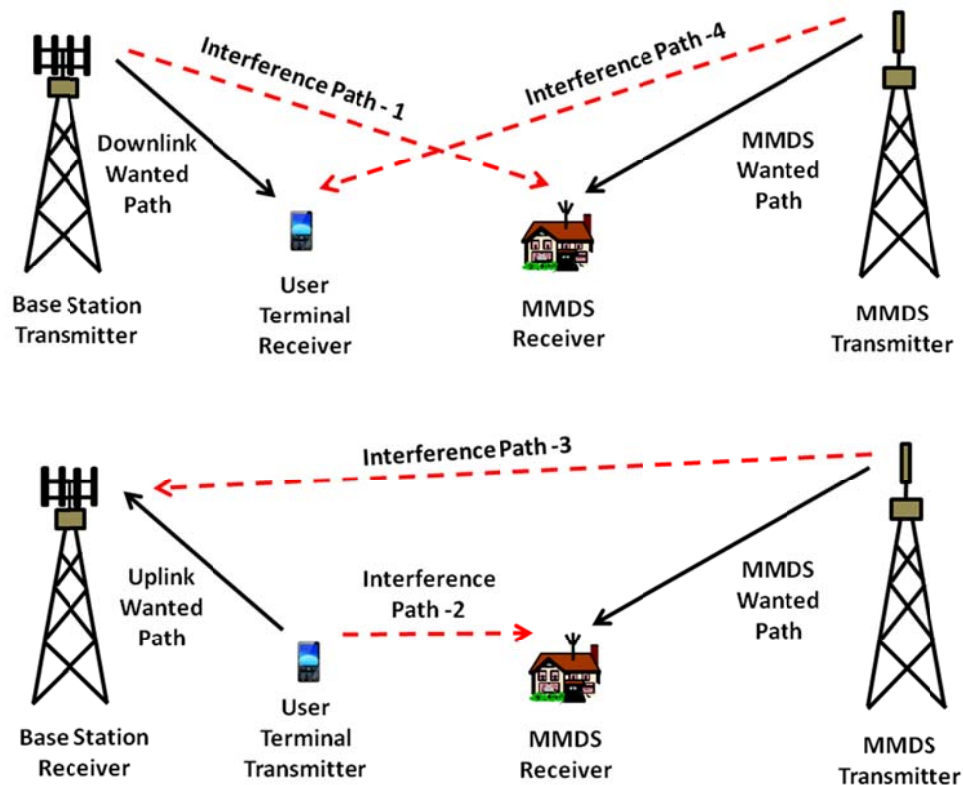 Interference Path - 1
Interference Path -4
Downlink
Wanted
Path
MMDS
Wanted
Path
Base Station
Transmitter
User
Terminal
Receiver
MMDS
Receiver
MMDS
Transmitter
Interference Path -3
Uplink
Wanted
Path
Interference
Path -2
MMDS
Wanted
Path
Base Station
Receiver
User
Terminal
Transmitter
MMDS
Receiver
MMDS
Transmitter